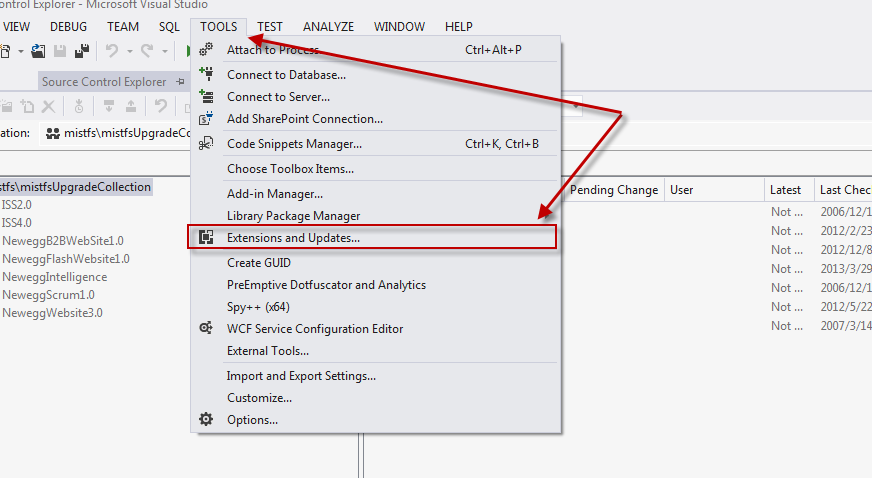 ontrol Explorer - Microsoft Visual Studio
VIEW DEBUG TEAM SQL TOOLS TEST ANALYZE WINDOW HELP
Attach to Process... Ctrl+Alt+P
Source Control Explorer
Connect to Database...
Connect to Server...
Add SharePoint Connection...
ation: mistfs\mistfsUpgradeCo
Code Snippets Manager... Ctrl+K, Ctrl+B
Choose Toolbox Items...
Add-in Manager...
Library Package Manager
Extensions and Updates...
Create GUID
PreEmptive Dotfuscator and Analytics
Spy++ (x64)
WCF Service Configuration Editor
External Tools...
Import and Export Settings...
Customize...
Options...
stfs\mistfsUpgradeCollection
ISS2.0
ISS4.0
NeweggB2BWebSite1.0
NeweggFlashWebsite1.0
NeweggIntelligence
NeweggScrum1.0
NeweggWebsite3.0
Pending Change User Latest Last Chec
Not ... 2006/12/1
Not ... 2012/2/23
Not ... 2012/12/8
Not ... 2013/3/29
Not ... 2006/12/1
Not ... 2012/5/22
Not ... 2007/3/14